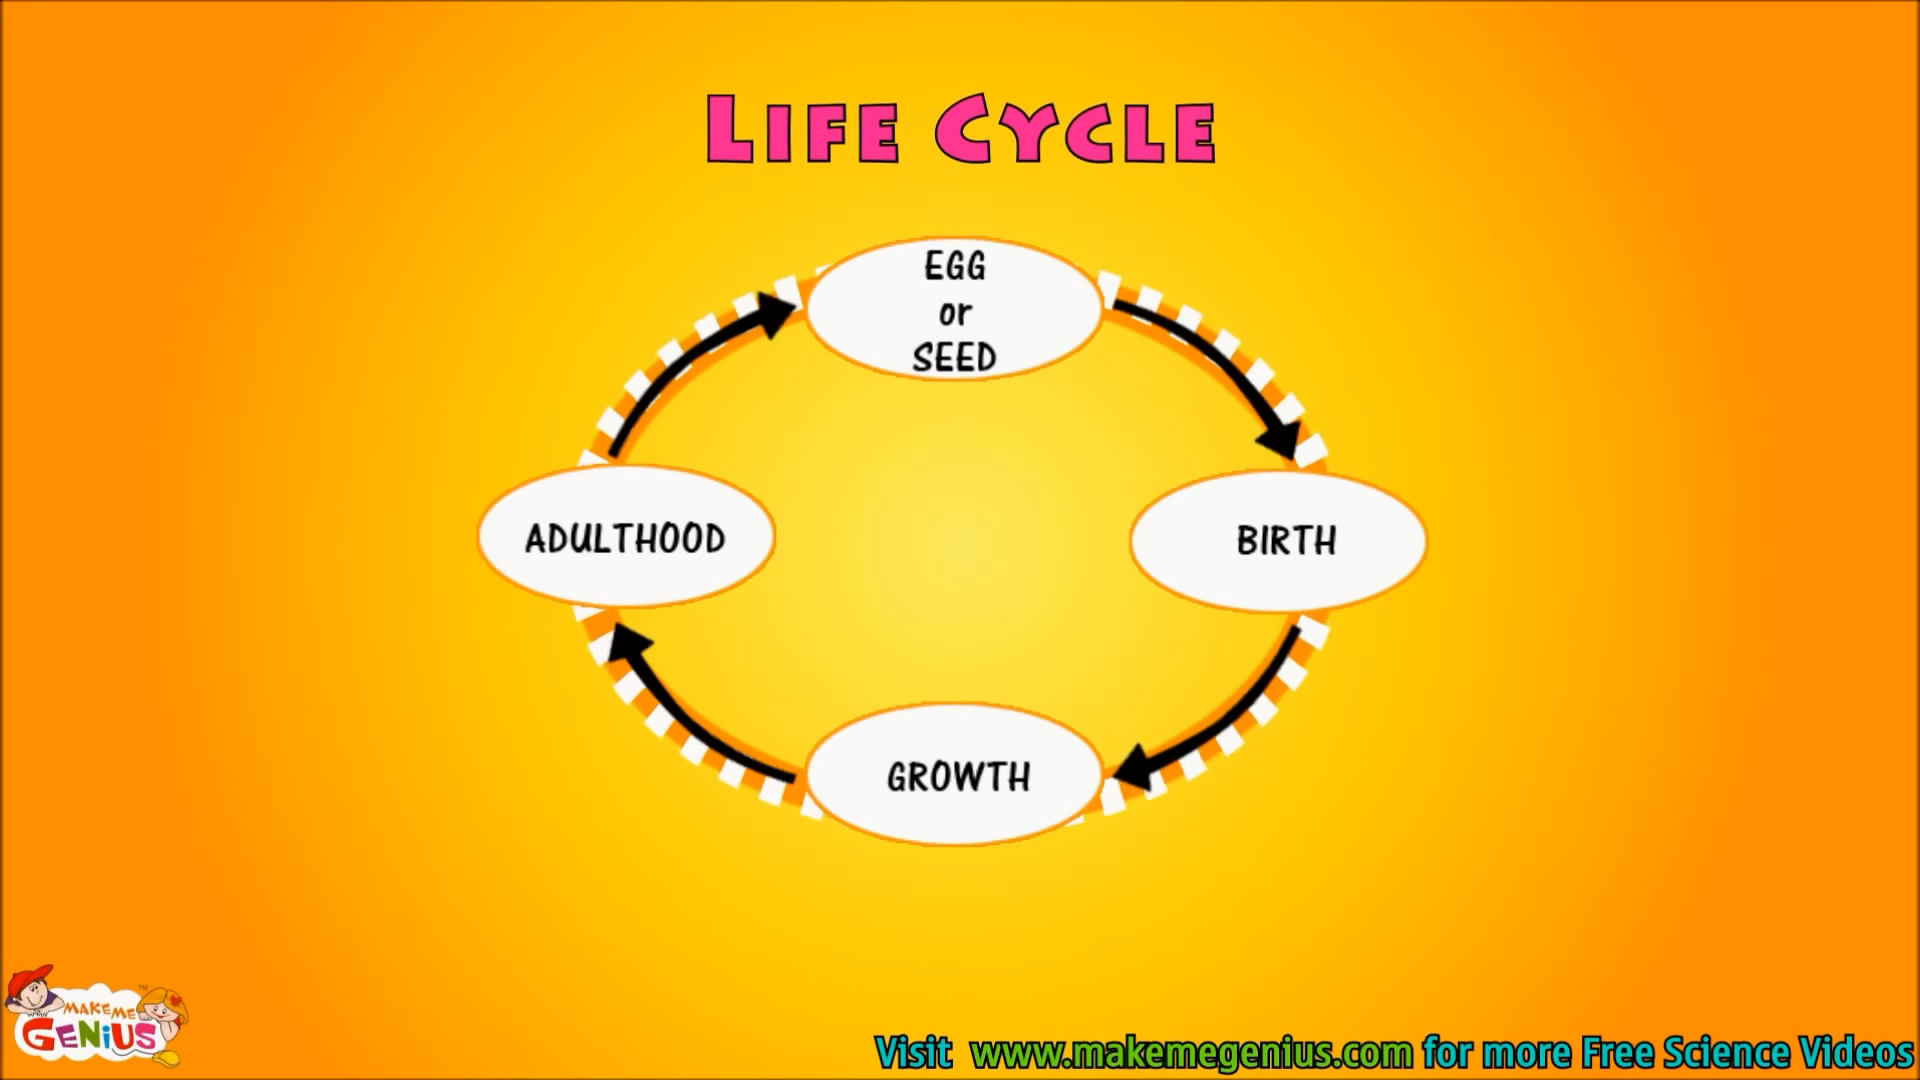 LIFE CYCLE
EGG
or
SEED
ADULTHOOD
BIRTH
GROWTH
MAKE ME
GENiUS
TM
Visit www.makemegenius.com for more Free Science Videos